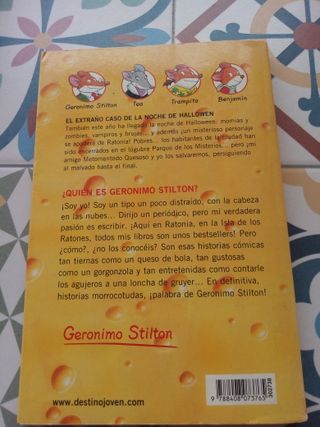 Geronimo Stilton
Tea
Trampita
Benjamín
EL EXTRAÑO CASO DE LA NOCHE DE HALLOWEN
También este año ha llegado la noche de Halloween: momias y
zombies, vampiros y brujas... y además ¡un misterioso personaje
se apodera de Ratonia! Pobres... los habitantes de la ciudad han
sido encerrados en el lúgubre Parque de los Misterios... pero ¡mi
amigo Metomentodo Quesoso y yo los salvaremos, persiguiendo
al malvado hasta el final.
¿QUIÉN ES GERONIMO STILTON?
¡Soy yo! Soy un tipo un poco distraído, con la cabeza
en las nubes... Dirijo un periódico, pero mi verdadera
pasión es escribir. ¡Aquí en Ratonia, en la Isla de los
Ratones, todos mis libros son unos bestsellers! Pero
¿cómo?, ¿no los conocéis? Son esas historias cómicas
tan tiernas como un queso de bola, tan gustosas
como un gorgonzola y tan entretenidas como contarle
los agujeros a una loncha de gruyer... En definitiva,
historias morrocotudas, ¡palabra de Geronimo Stilton!
Geronimo Stilton
www.destinojoven.com
9 788408 073765